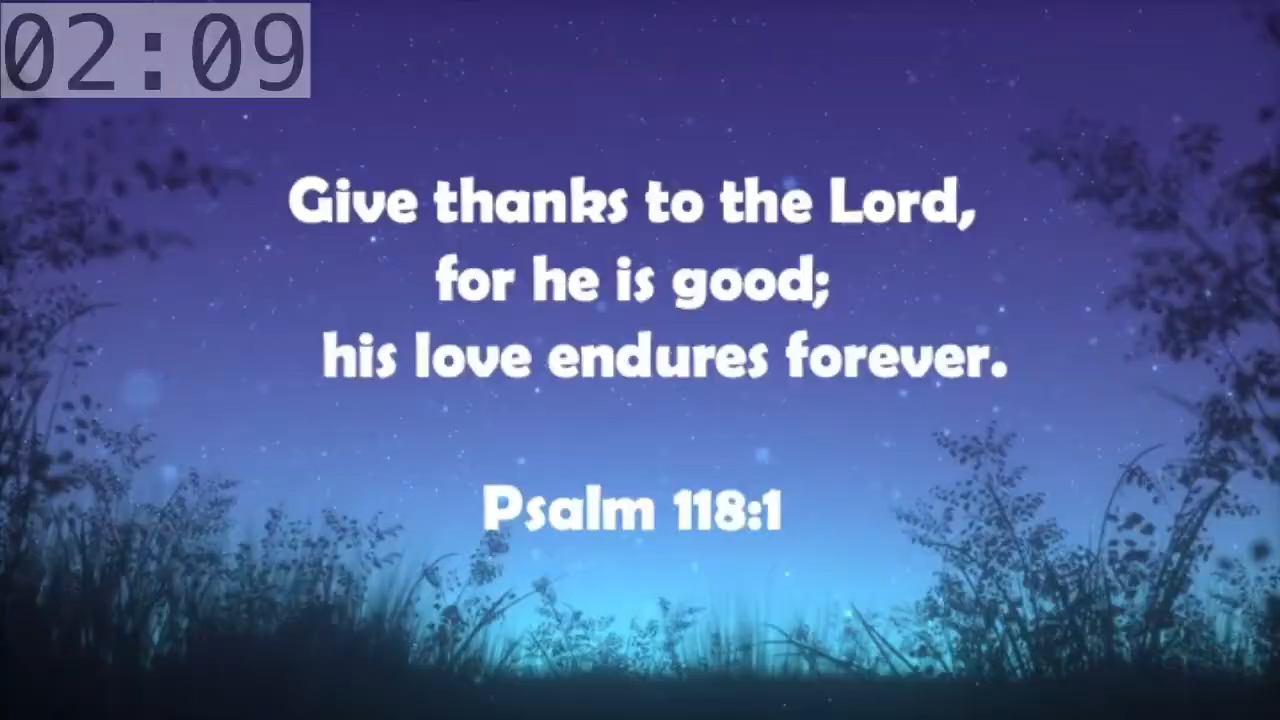 02:09
Give thanks to the Lord,
for he is good;
his love endures forever.
Psalm 118:1